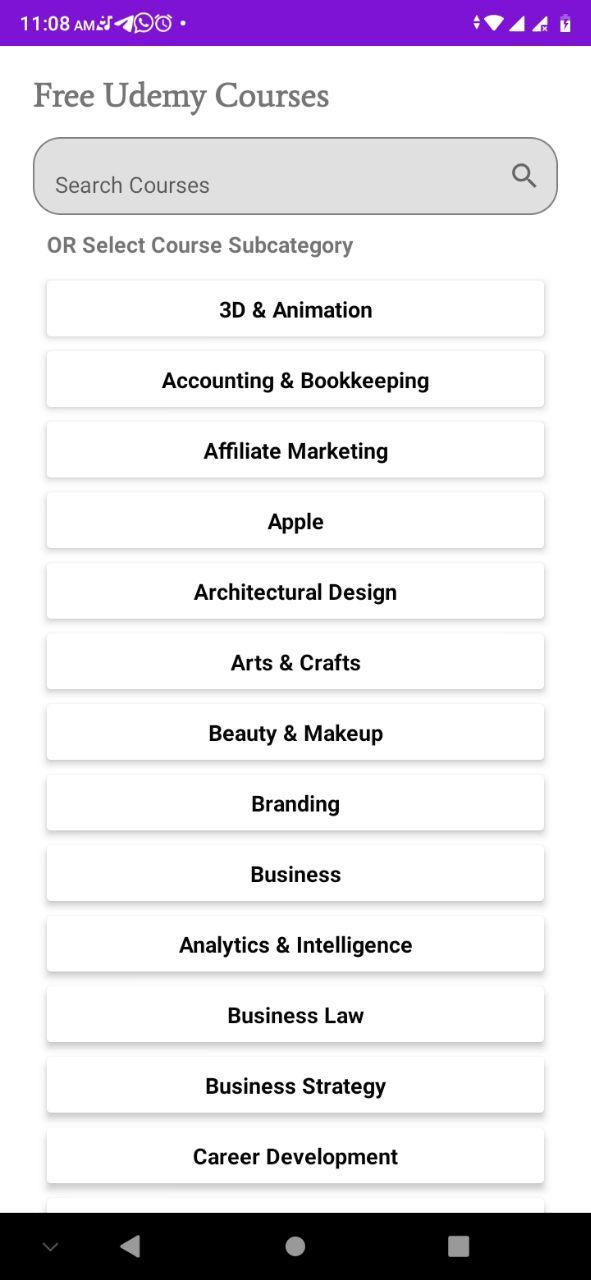 11:08 AM
Free Udemy Courses
Search Courses
OR Select Course Subcategory
3D & Animation
Accounting & Bookkeeping
Affiliate Marketing
Apple
Architectural Design
Arts & Crafts
Beauty & Makeup
Branding
Business
Analytics & Intelligence
Business Law
Business Strategy
Career Development